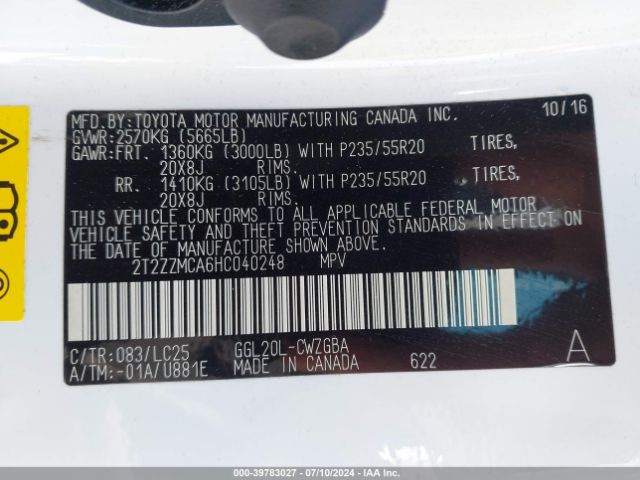 MFD.BY:TOYOTA MOTOR MANUFACTURING CANADA INC. 10/16
GVWR:2570KG (5665LB)
GAWR:FRT. 1360KG (3000LB) WITH P235/55R20 TIRES,
20X8J RIMS.
RR. 1410KG (3105LB) WITH P235/55R20 TIRES,
20X8J RIMS.
THIS VEHICLE CONFORMS TO ALL APPLICABLE FEDERAL MOTOR
VEHICLE SAFETY AND THEFT PREVENTION STANDARDS IN EFFECT ON
THE DATE OF MANUFACTURE SHOWN ABOVE.
2T2ZZMCA6HC040248 MPV
C/TR:083/LC25 GGL20L-CWZGBA A
A/TM:-01A/U881E MADE IN CANADA 622
000-39783027 - 07/10/2024 - IAA Inc.